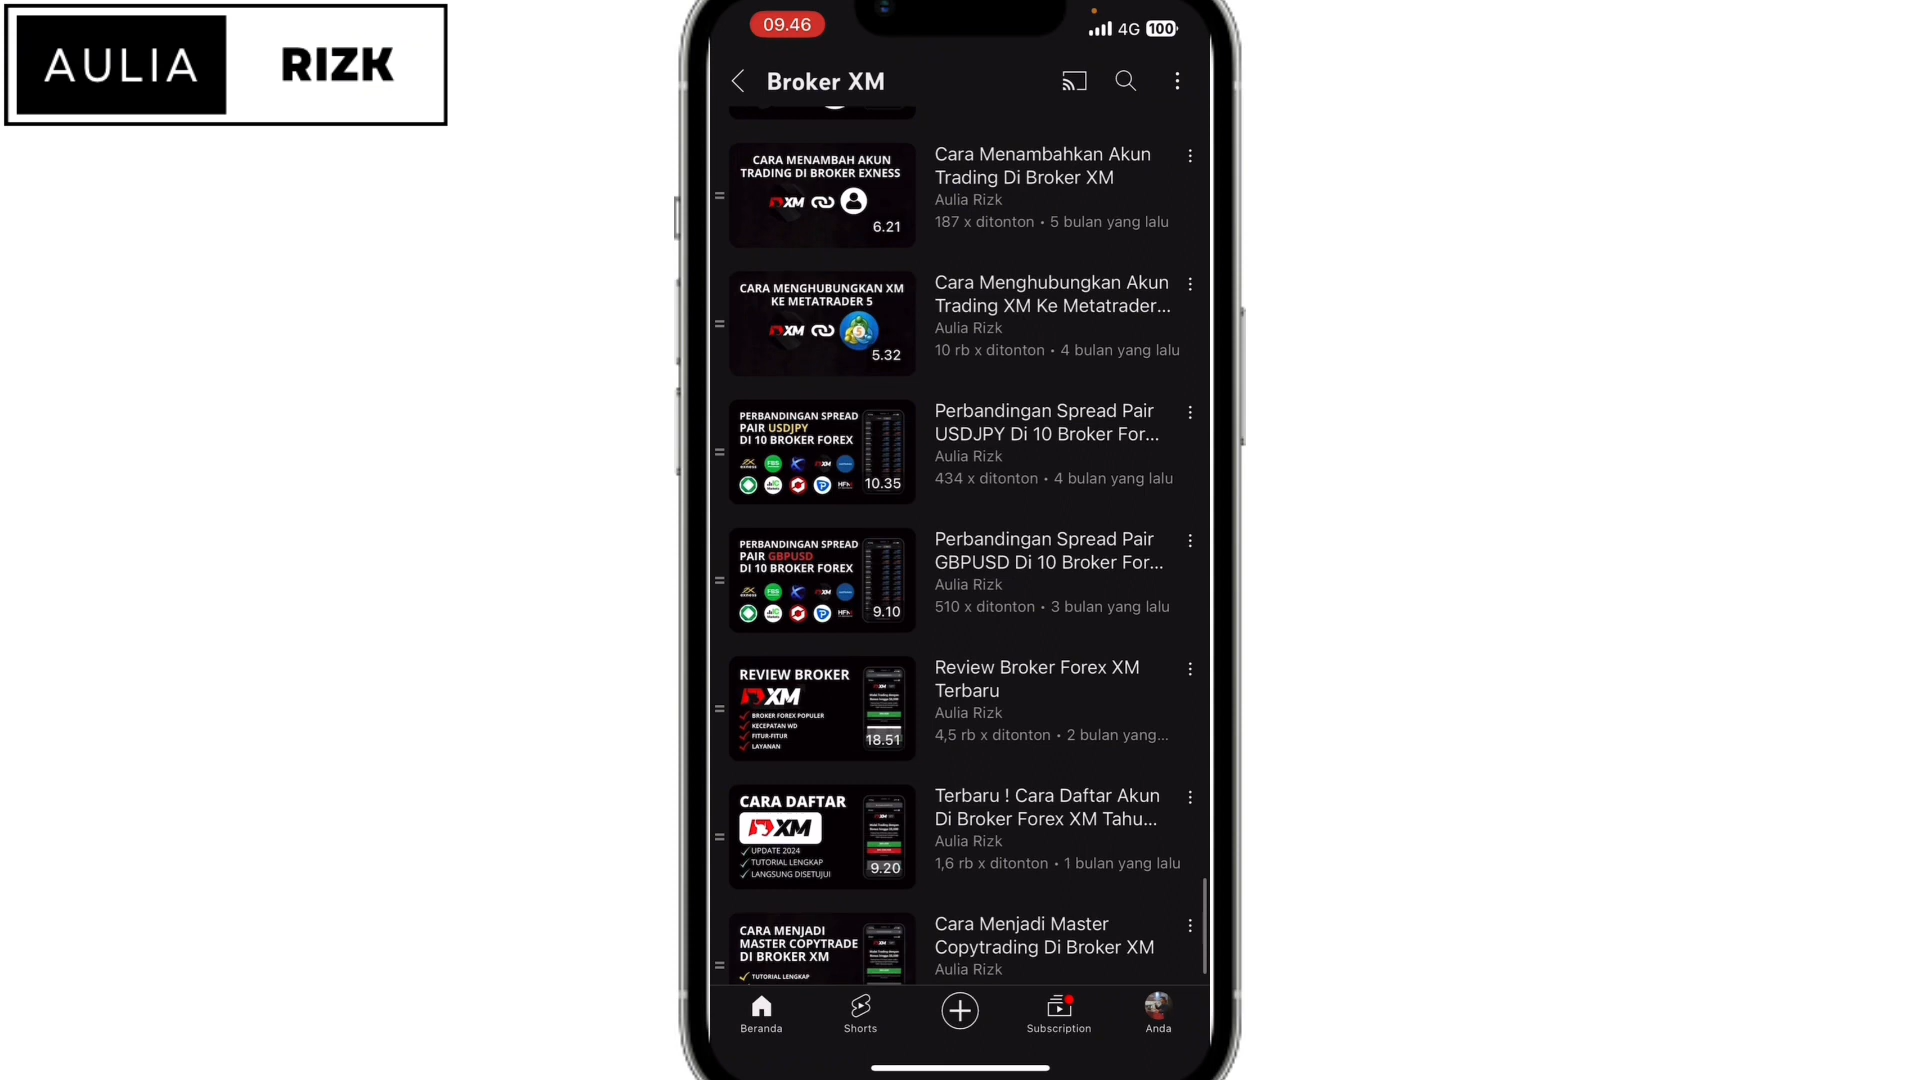 AULIA RIZK
09.46
4G 100
Broker XM
CARA MENAMBAH AKUN
TRADING DI BROKER EXNESS
XM
6.21
Cara Menambahkan Akun
Trading Di Broker XM
Aulia Rizk
187 x ditonton • 5 bulan yang lalu
CARA MENGHUBUNGKAN XM
KE METATRADER 5
XM
5
5.32
Cara Menghubungkan Akun
Trading XM Ke Metatrader...
Aulia Rizk
10 rb x ditonton • 4 bulan yang lalu
PERBANDINGAN SPREAD
PAIR USDJPY
DI 10 BROKER FOREX
10.35
Perbandingan Spread Pair
USDJPY Di 10 Broker For...
Aulia Rizk
434 x ditonton • 4 bulan yang lalu
PERBANDINGAN SPREAD
PAIR GBPUSD
DI 10 BROKER FOREX
9.10
Perbandingan Spread Pair
GBPUSD Di 10 Broker For...
Aulia Rizk
510 x ditonton • 3 bulan yang lalu
REVIEW BROKER
XM
BROKER FOREX POPULER
KECEPATAN WD
FITUR-FITUR
LAYANAN
18.51
Review Broker Forex XM
Terbaru
Aulia Rizk
4,5 rb x ditonton • 2 bulan yang...
CARA DAFTAR
XM
UPDATE 2024
TUTORIAL LENGKAP
LANGSUNG DISETUJUI
9.20
Terbaru ! Cara Daftar Akun
Di Broker Forex XM Tahu...
Aulia Rizk
1,6 rb x ditonton • 1 bulan yang lalu
CARA MENJADI
MASTER COPYTRADE
DI BROKER XM
TUTORIAL LENGKAP
Cara Menjadi Master
Copytrading Di Broker XM
Aulia Rizk
Beranda
Shorts
Subscription
Anda